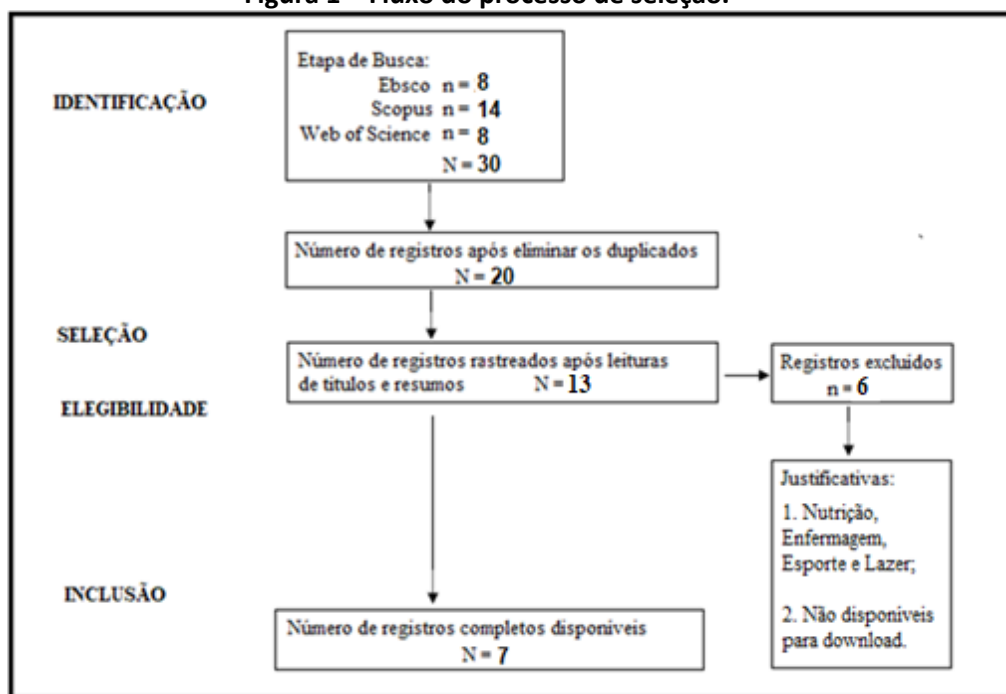 Figura 1 – Fluxo do processo de seleção.
IDENTIFICAÇÃO
Etapa de Busca:
Ebsco n = 8
Scopus n = 14
Web of Science n = 8
N = 30
Número de registros após eliminar os duplicados
N = 20
SELEÇÃO
Número de registros rastreados após leituras
de títulos e resumos N = 13
Registros excluidos
n = 6
ELEGIBILIDADE
Justificativas:
1. Nutrição,
Enfermagem,
Esporte e Lazer;
2. Não disponíveis
para download.
INCLUSÃO
Número de registros completos disponíveis
N = 7